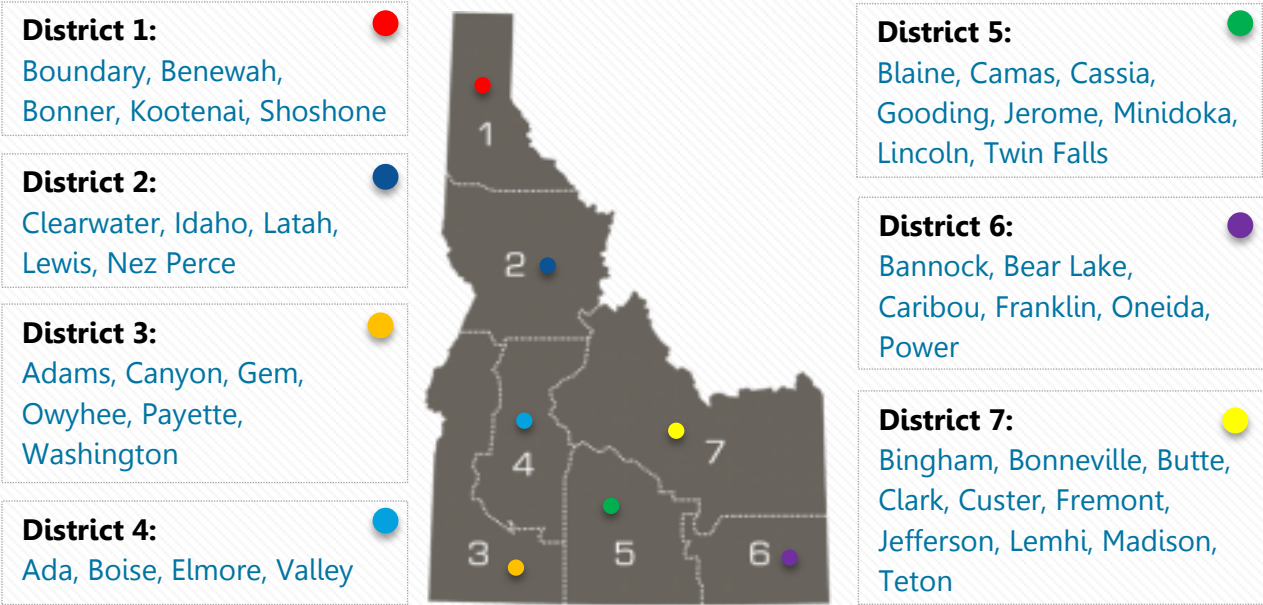 District 1:
Boundary, Benewah,
Bonner, Kootenai, Shoshone
District 2:
Clearwater, Idaho, Latah,
Lewis, Nez Perce
District 3:
Adams, Canyon, Gem,
Owyhee, Payette,
Washington
District 4:
Ada, Boise, Elmore, Valley
1
2
4
7
3
5
6
District 5:
Blaine, Camas, Cassia,
Gooding, Jerome, Minidoka,
Lincoln, Twin Falls
District 6:
Bannock, Bear Lake,
Caribou, Franklin, Oneida,
Power
District 7:
Bingham, Bonneville, Butte,
Clark, Custer, Fremont,
Jefferson, Lemhi, Madison,
Teton